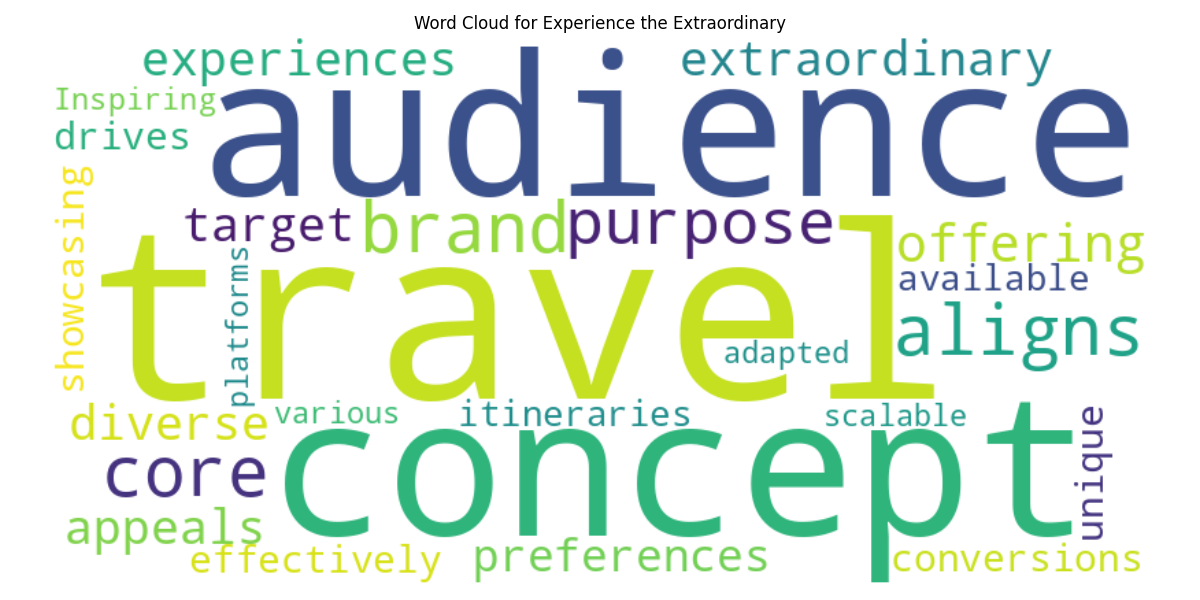 Word Cloud for Experience the Extraordinary
experiences
extraordinary
Inspiring
audience
drives
showcasing
target
brand
purpose
offering
travel
platforms
available
aligns
adapted
diverse
various
itineraries
scalable
concept
unique
core
appeals
effectively
preferences
conversions